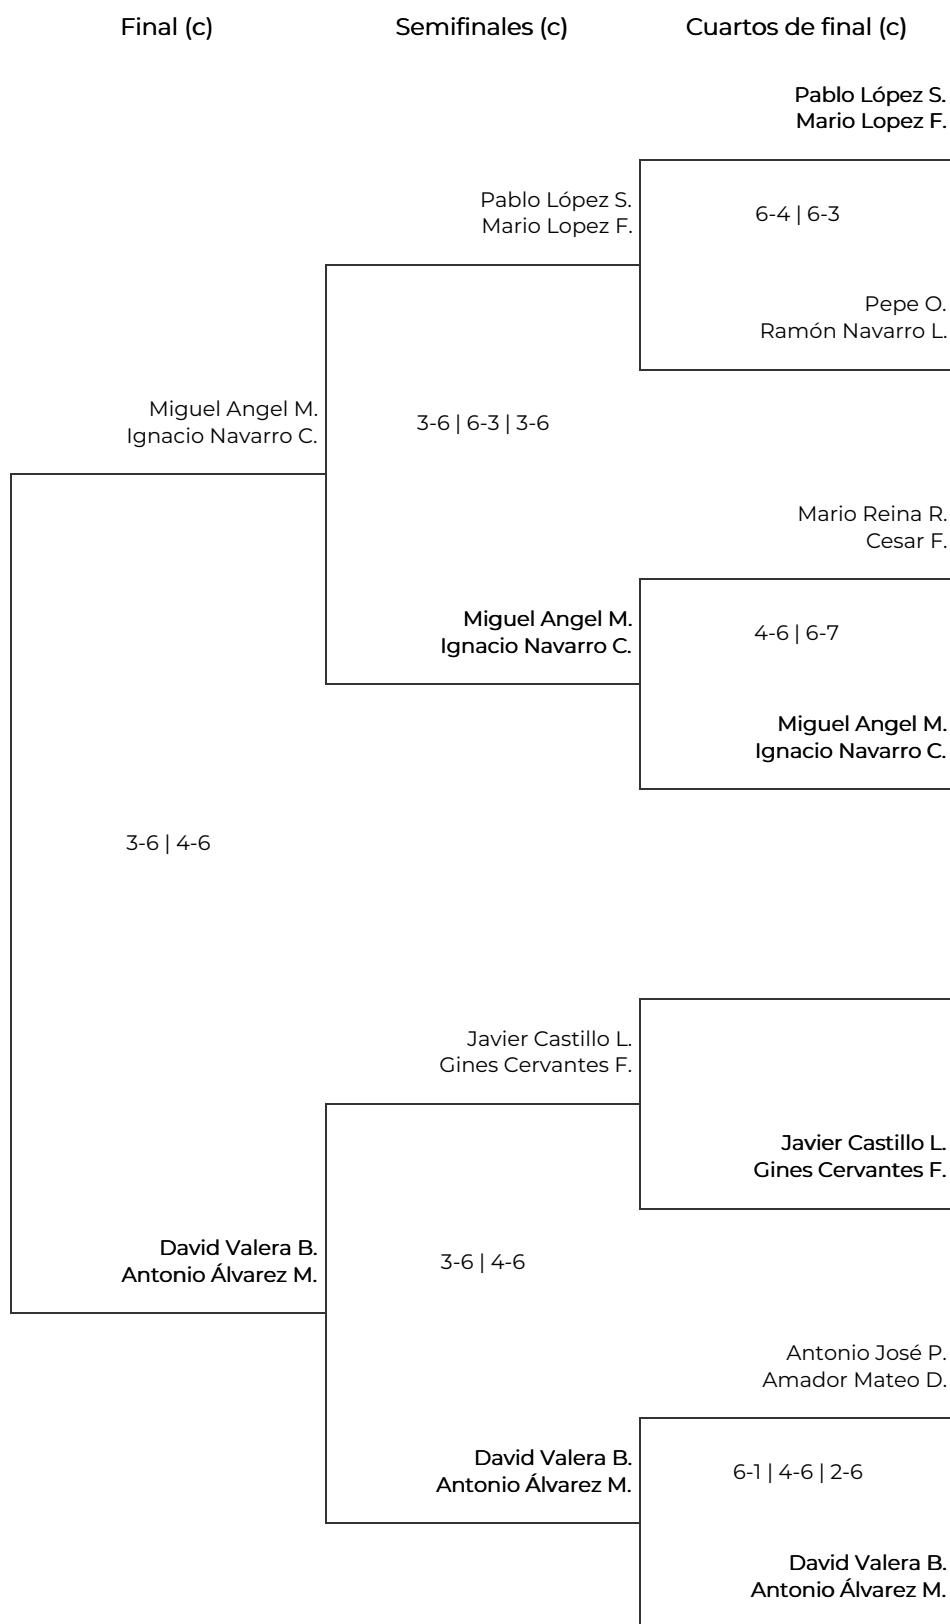 Final (c)
Semifinales (c)
Cuartos de final (c)
Pablo López S.
Mario Lopez F.
Pablo López S.
Mario Lopez F.
6-4 | 6-3
Pepe O.
Ramón Navarro L.
Miguel Angel M.
Ignacio Navarro C.
3-6 | 6-3 | 3-6
Mario Reina R.
Cesar F.
Miguel Angel M.
Ignacio Navarro C.
4-6 | 6-7
Miguel Angel M.
Ignacio Navarro C.
3-6 | 4-6
Javier Castillo L.
Gines Cervantes F.
Javier Castillo L.
Gines Cervantes F.
David Valera B.
Antonio Álvarez M.
3-6 | 4-6
Antonio José P.
Amador Mateo D.
David Valera B.
Antonio Álvarez M.
6-1 | 4-6 | 2-6
David Valera B.
Antonio Álvarez M.